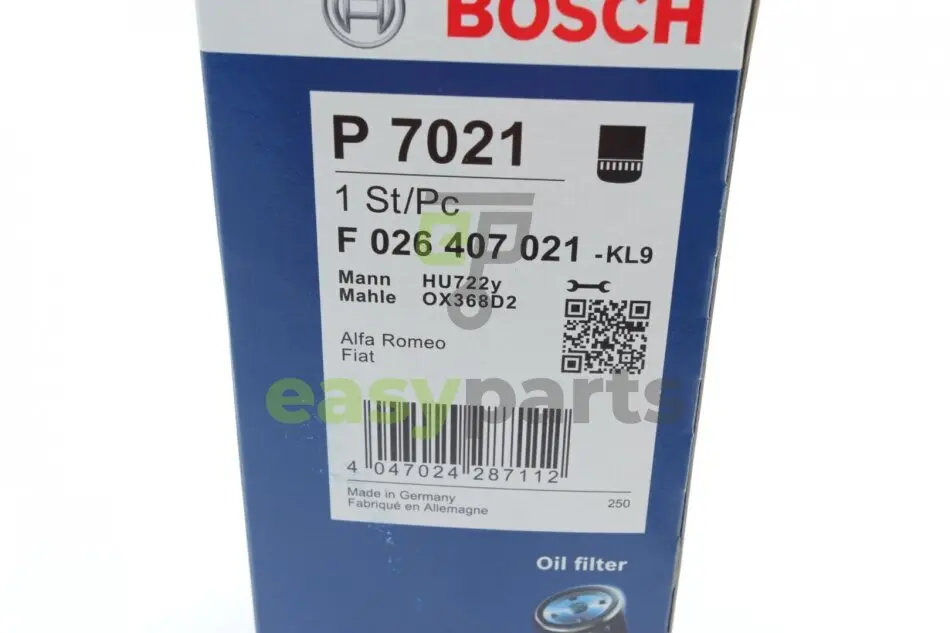 BOSCH
P 7021
1 St/Pc
F 026 407 021 -KL9
Mann HU722y
Mahle OX368D2
Alfa Romeo
Fiat
easyparts
4 047024 287112
Made in Germany
Fabriqué en Allemagne
250
Oil filter